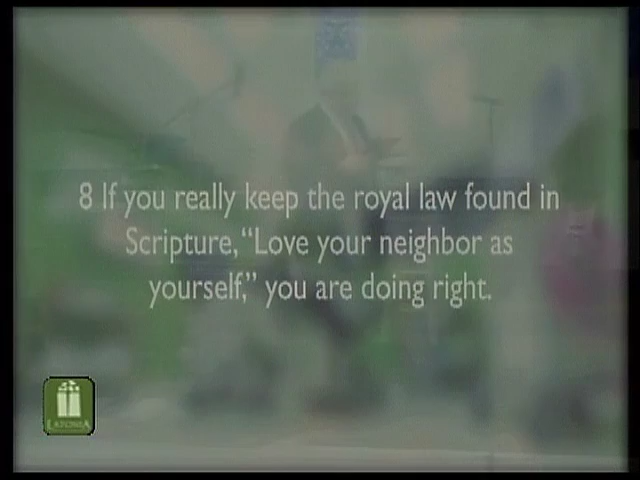 8 If you really keep the royal law found in
Scripture, “Love your neighbor as
yourself,” you are doing right.
LATONIA